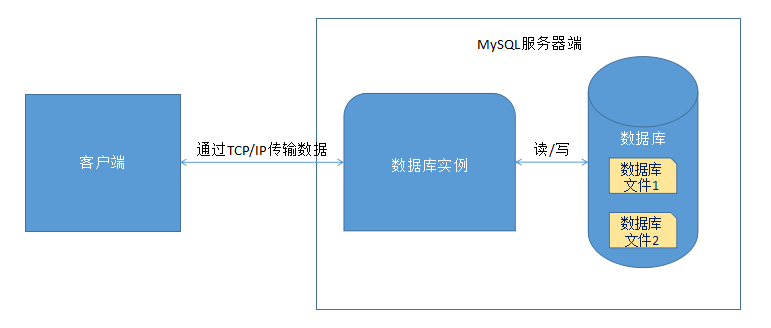 MySQL服务器端
客户端
通过TCP/IP传输数据
数据库实例
读/写
数据库
数据库
文件1
数据库
文件2